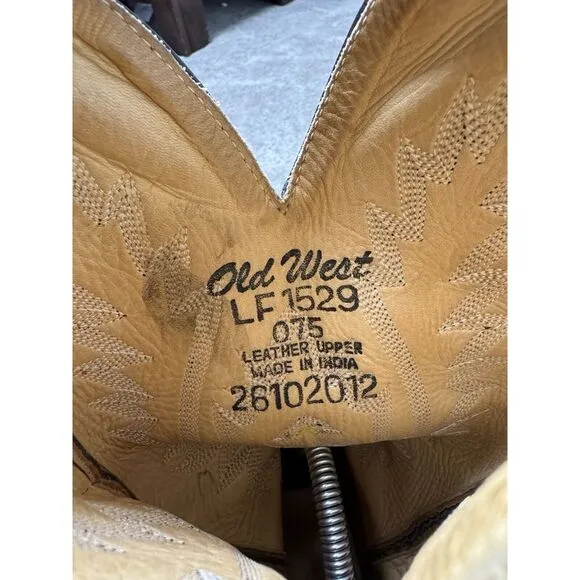 Old West
LF 1529
075
LEATHER UPPER
MADE IN INDIA
26102012